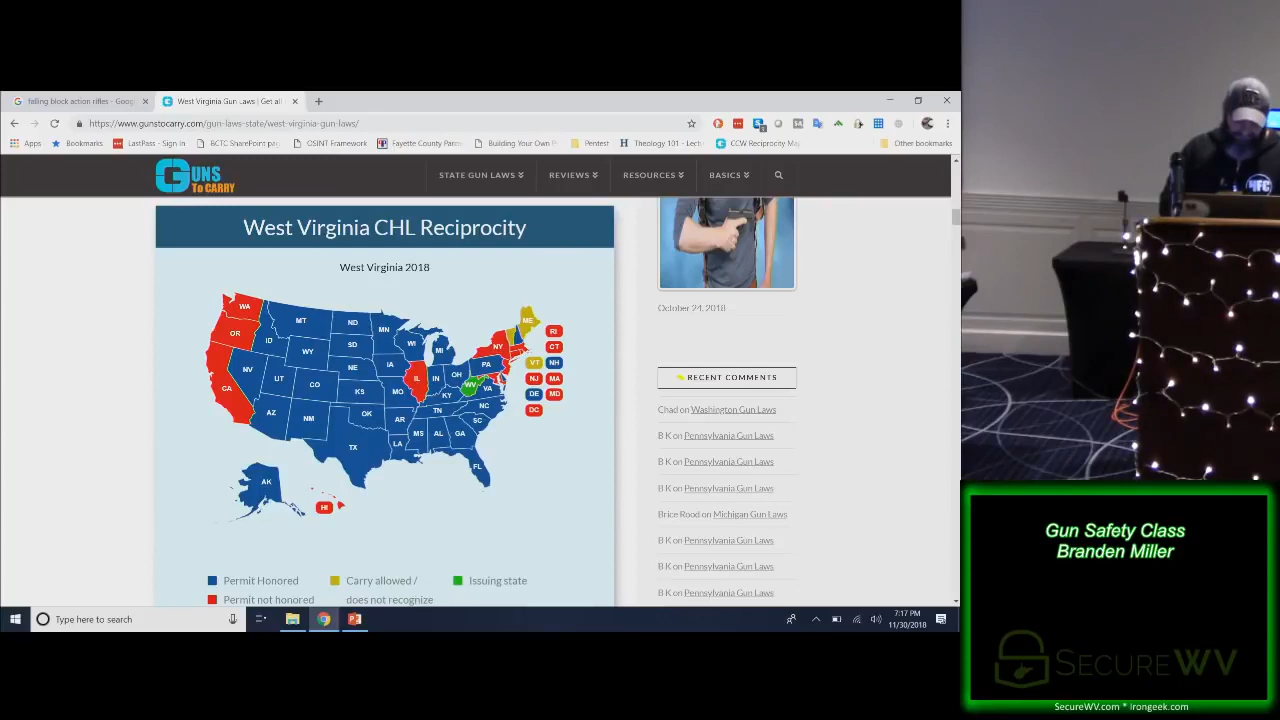 falling block action rifles - Goog
West Virginia Gun Laws | Get all
https://www.gunstocarry.com/gun-laws-state/west-virginia-gun-laws/
Apps
Bookmarks
LastPass - Sign In
BCTC SharePoint pag
OSINT Framework
Fayette County Parce
Building Your Own P
Pentest
Theology 101 - Lectu
CCW Reciprocity Ma
Other bookmarks
GUNS
TO CARRY
STATE GUN LAWS
REVIEWS
RESOURCES
BASICS
West Virginia CHL Reciprocity
West Virginia 2018
WA
OR
CA
ID
NV
MT
WY
UT
AZ
CO
NM
ND
SD
NE
KS
OK
TX
MN
IA
MO
AR
LA
WI
IL
MI
IN
OH
KY
TN
MS
AL
GA
FL
SC
NC
VA
WV
PA
NY
ME
RI
CT
VT
NH
NJ
MA
DE
MD
DC
AK
HI
Permit Honored
Carry allowed /
Issuing state
Permit not honored
does not recognize
October 24, 2018
RECENT COMMENTS
Chad on Washington Gun Laws
B K on Pennsylvania Gun Laws
B K on Pennsylvania Gun Laws
B K on Pennsylvania Gun Laws
Brice Rood on Michigan Gun Laws
B K on Pennsylvania Gun Laws
B K on Pennsylvania Gun Laws
B K on Pennsylvania Gun Laws
Type here to search
7:17 PM
11/30/2018
Gun Safety Class
Branden Miller
SECUREWV
SecureWV.com * Irongeek.com